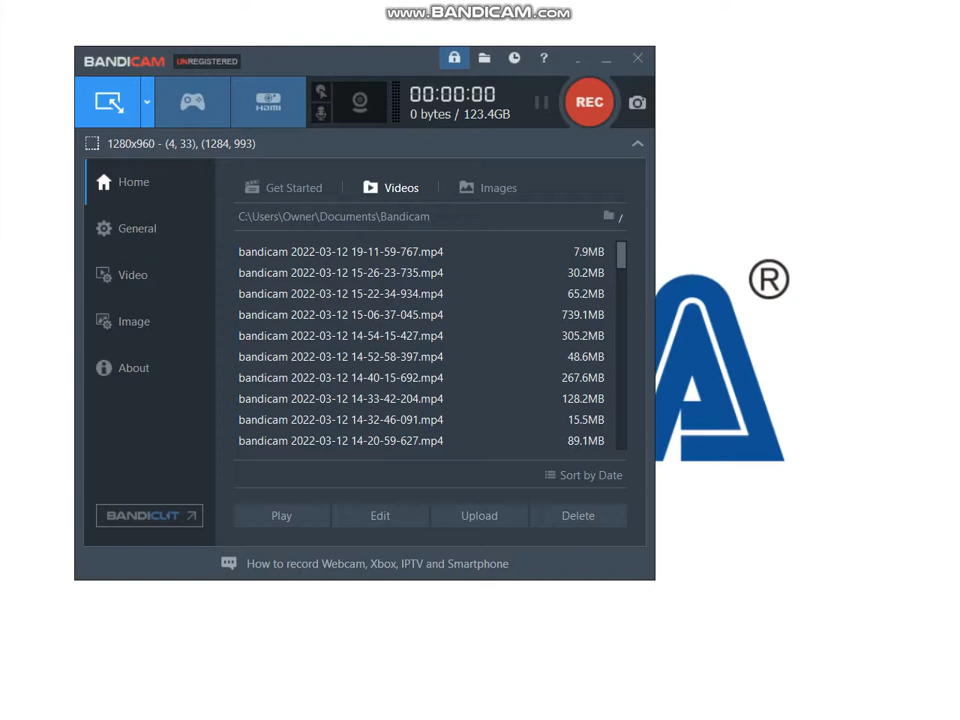 www.BANDICAM.com
BANDICAM UNREGISTERED ?
HDMI 00:00:00 REC
0 bytes / 123.4GB
1280x960 - (4, 33), (1284, 993)
Home
General
Video
Image
About
BANDICUT
Get Started Videos Images
C:\Users\Owner\Documents\Bandicam /
bandicam 2022-03-12 19-11-59-767.mp4 7.9MB
bandicam 2022-03-12 15-26-23-735.mp4 30.2MB
bandicam 2022-03-12 15-22-34-934.mp4 65.2MB
bandicam 2022-03-12 15-06-37-045.mp4 739.1MB
bandicam 2022-03-12 14-54-15-427.mp4 305.2MB
bandicam 2022-03-12 14-52-58-397.mp4 48.6MB
bandicam 2022-03-12 14-40-15-692.mp4 267.6MB
bandicam 2022-03-12 14-33-42-204.mp4 128.2MB
bandicam 2022-03-12 14-32-46-091.mp4 15.5MB
bandicam 2022-03-12 14-20-59-627.mp4 89.1MB
Sort by Date
Play Edit Upload Delete
How to record Webcam, Xbox, IPTV and Smartphone
A ®